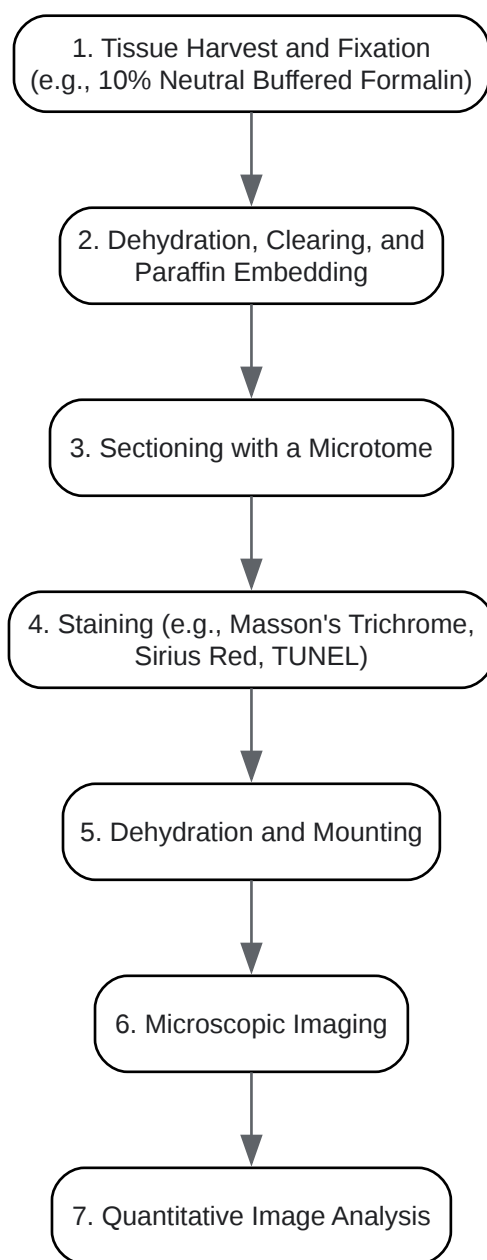 1. Tissue Harvest and Fixation
(e.g., 10% Neutral Buffered Formalin)
2. Dehydration, Clearing, and
Paraffin Embedding
3. Sectioning with a Microtome
4. Staining (e.g., Masson's Trichrome,
Sirius Red, TUNEL)
5. Dehydration and Mounting
6. Microscopic Imaging
7. Quantitative Image Analysis